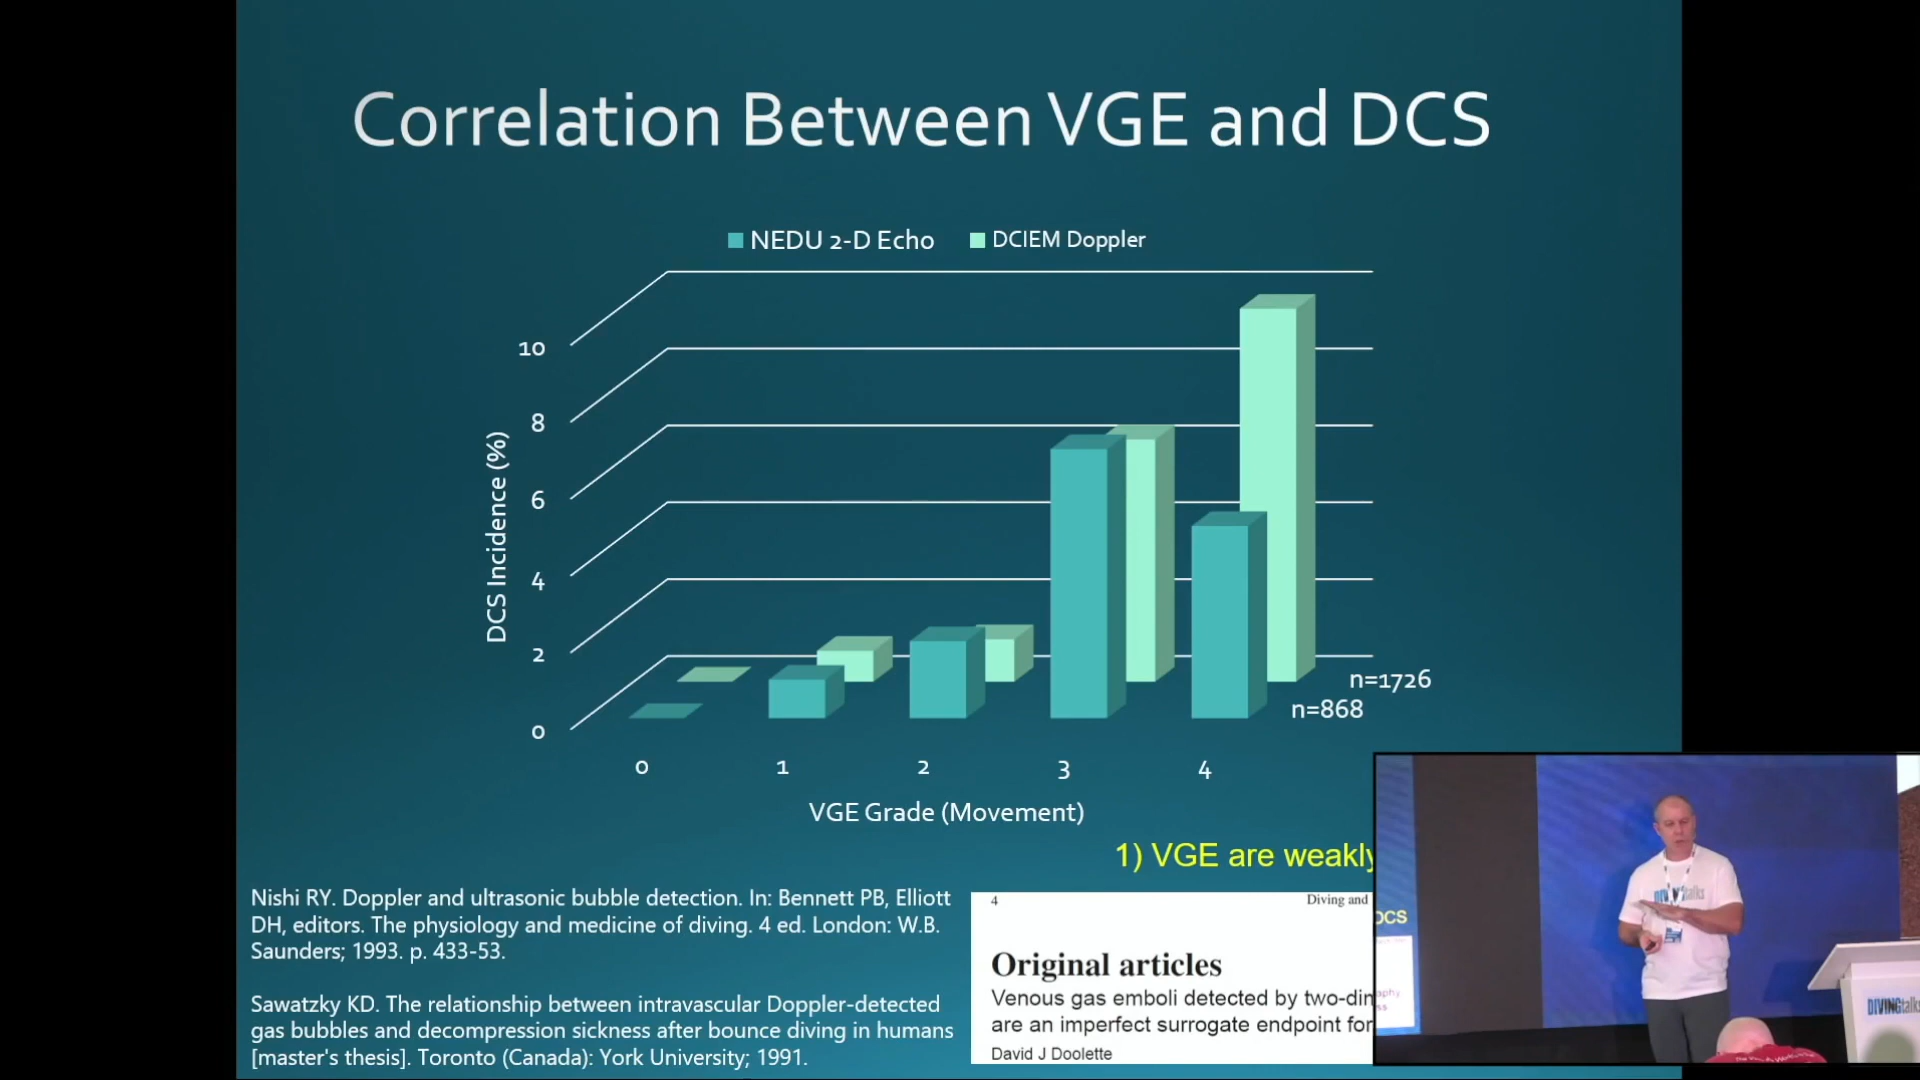 Correlation Between VGE and DCS
NEDU 2-D Echo
DCIEM Doppler
10
8
6
4
2
0
DCS Incidence (%)
n=1726
n=868
0
1
2
3
4
VGE Grade (Movement)
1) VGE are weakly
Nishi RY. Doppler and ultrasonic bubble detection. In: Bennett PB, Elliott
DH, editors. The physiology and medicine of diving. 4 ed. London: W.B.
Saunders; 1993. p. 433-53.
Sawatzky KD. The relationship between intravascular Doppler-detected
gas bubbles and decompression sickness after bounce diving in humans
[master's thesis]. Toronto (Canada): York University; 1991.
4
Diving and
Original articles
Venous gas emboli detected by two-dim
are an imperfect surrogate endpoint for
David J Doolette
DCS
DIVINGtalks
DIVINGtalks